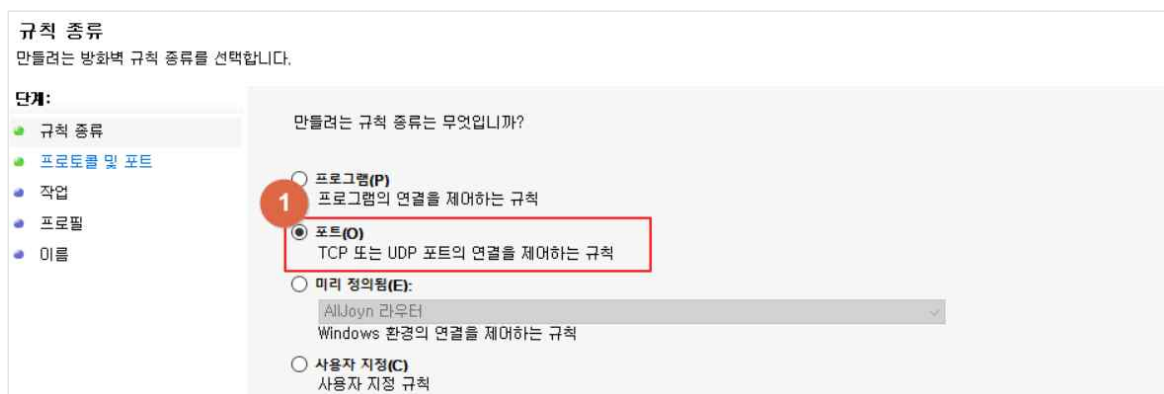 규칙 종류
만들려는 방화벽 규칙 종류를 선택합니다.
단계:
규칙 종류
프로토콜 및 포트
작업
프로필
이름
만들려는 규칙 종류는 무엇입니까?
프로그램(P)
프로그램의 연결을 제어하는 규칙
1
포트(O)
TCP 또는 UDP 포트의 연결을 제어하는 규칙
미리 정의됨(E):
AllJoyn 라우터
Windows 환경의 연결을 제어하는 규칙
사용자 지정(C)
사용자 지정 규칙